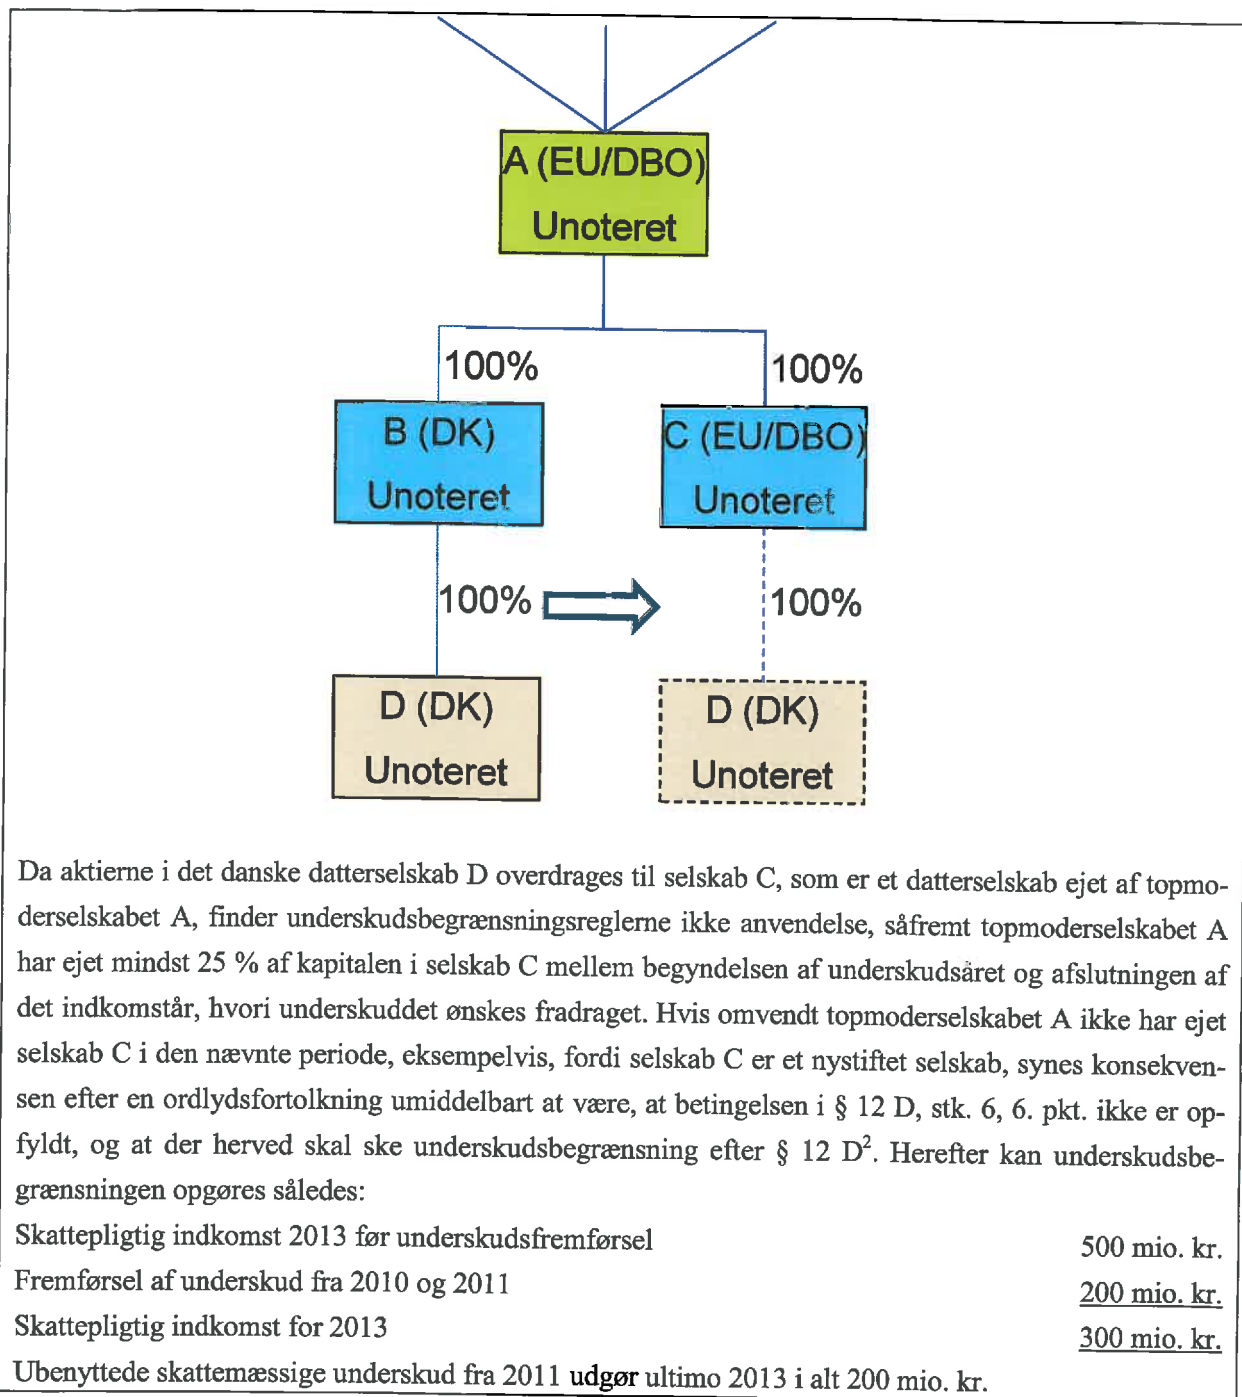 A (EU/DBO)
Unoteret
100%
100%
B (DK)
Unoteret
C (EU/DBO)
Unoteret
100%
100%
D (DK)
Unoteret
D (DK)
Unoteret
Da aktierne i det danske datterselskab D overdrages til selskab C, som er et datterselskab ejet af topmo-
derselskabet A, finder underskudsbegrænsningsreglerne ikke anvendelse, såfremt topmoderselskabet A
har ejet mindst 25 % af kapitalen i selskab C mellem begyndelsen af underskudsåret og afslutningen af
det indkomstår, hvori underskuddet ønskes fradraget. Hvis omvendt topmoderselskabet A ikke har ejet
selskab C i den nævnte periode, eksempelvis, fordi selskab C er et nystiftet selskab, synes konsekven-
sen efter en ordlydsfortolkning umiddelbart at være, at betingelsen i § 12 D, stk. 6, 6. pkt. ikke er op-
fyldt, og at der herved skal ske underskudsbegrænsning efter § 12 D². Herefter kan underskudsbe-
grænsningen opgøres således:
Skattepligtig indkomst 2013 før underskudsfremførsel 500 mio. kr.
Fremførsel af underskud fra 2010 og 2011 200 mio. kr.
Skattepligtig indkomst for 2013 300 mio. kr.
Ubenyttede skattemæssige underskud fra 2011 udgør ultimo 2013 i alt 200 mio. kr.